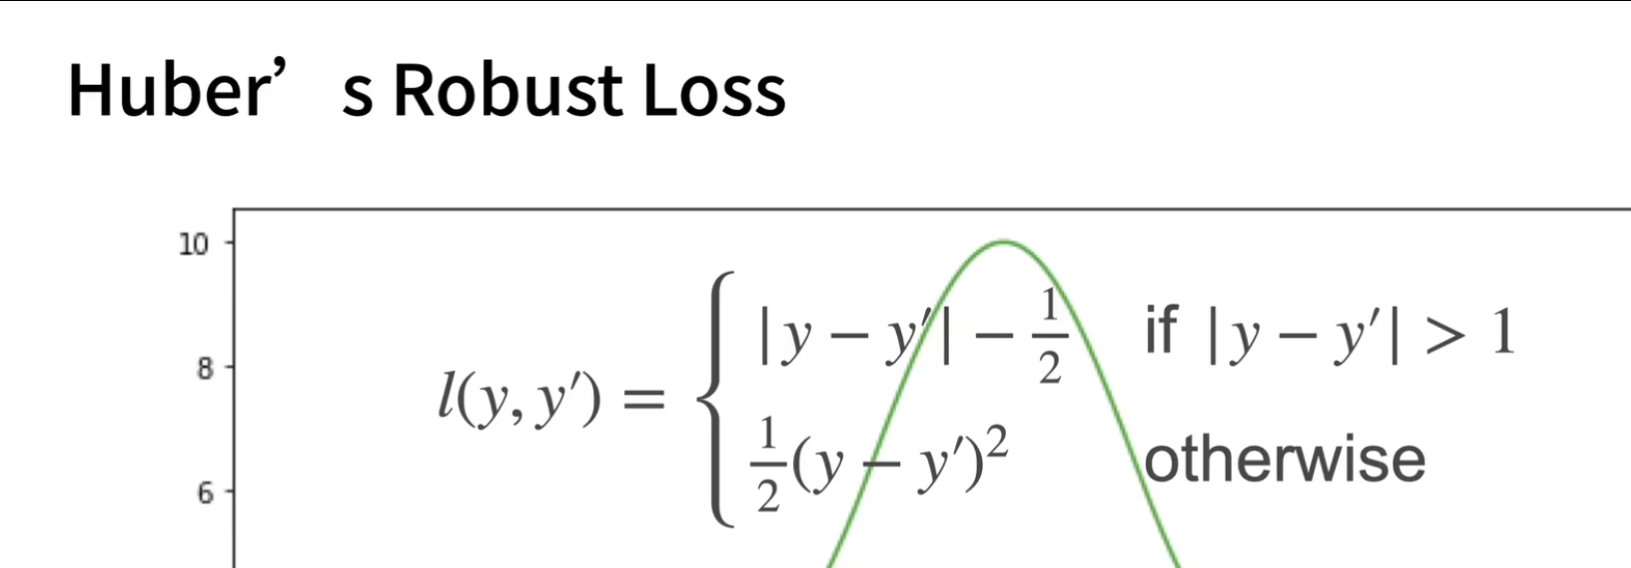 Huber’s Robust Loss
10
8
6
l(y, y′) = { |y − y′| − 1/2 if |y − y′| > 1
1/2(y − y′)² otherwise